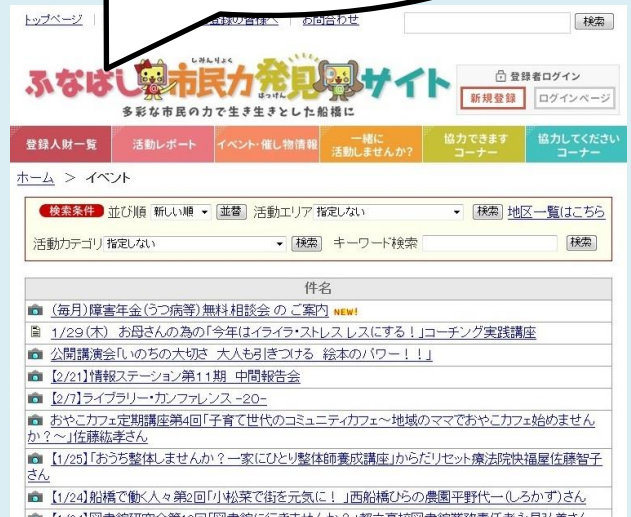 トップページ
登録の皆様へ お問合わせ 検索
しみんりょく
ふなばし市民力発見サイト
はっけん
多彩な市民の力で生き生きとした船橋に
登録者ログイン
新規登録 ログインページ
登録人財一覧 活動レポート イベント・催し物情報 一緒に活動しませんか? 協力できますコーナー 協力してくださいコーナー
ホーム > イベント
検索条件 並び順 新しい順 並替 活動エリア 指定しない 検索 地区一覧はこちら
活動カテゴリ 指定しない 検索 キーワード検索 検索
件名
(毎月)障害年金(うつ病等)無料相談会 の ご案内 NEW!
1/29(木) お母さんの為の「今年はイライラ・ストレスレスにする!」コーチング実践講座
公開講演会「いのちの大切さ 大人も引きつける 絵本のパワー!!」
【2/21】情報ステーション第11期 中間報告会
【2/7】ライブラリー・カンファレンス -20-
おやこカフェ定期講座第4回「子育て世代のコミュニティカフェ~地域のママでおやこカフェ始めません
か?~」佐藤紘孝さん
【1/25】「おうち整体しませんか?一家にひとり整体師養成講座」からだリセット療法院快福屋佐藤智子
さん
【1/24】船橋で働く人々第2回「小松菜で街を元気に!」西船橋ひらの農園平野代一(しろかず)さん